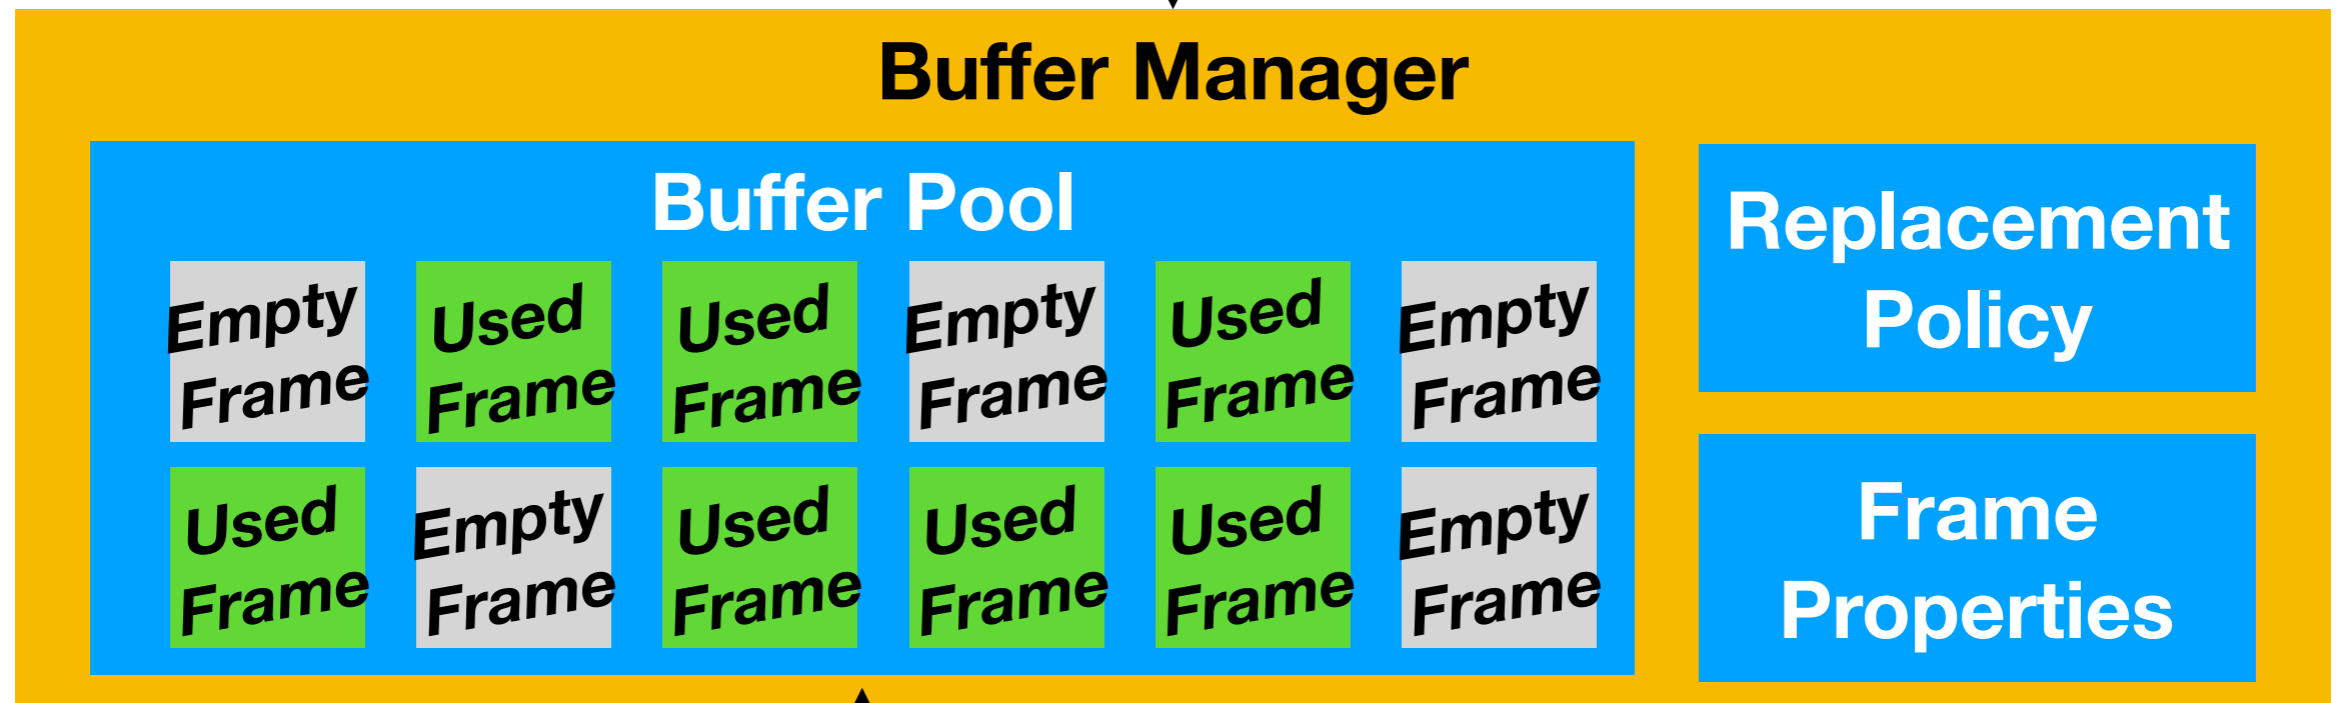 Buffer Manager
Buffer Pool
Empty
Frame
Used
Frame
Used
Frame
Empty
Frame
Used
Frame
Empty
Frame
Used
Frame
Empty
Frame
Used
Frame
Used
Frame
Used
Frame
Empty
Frame
Replacement
Policy
Frame
Properties